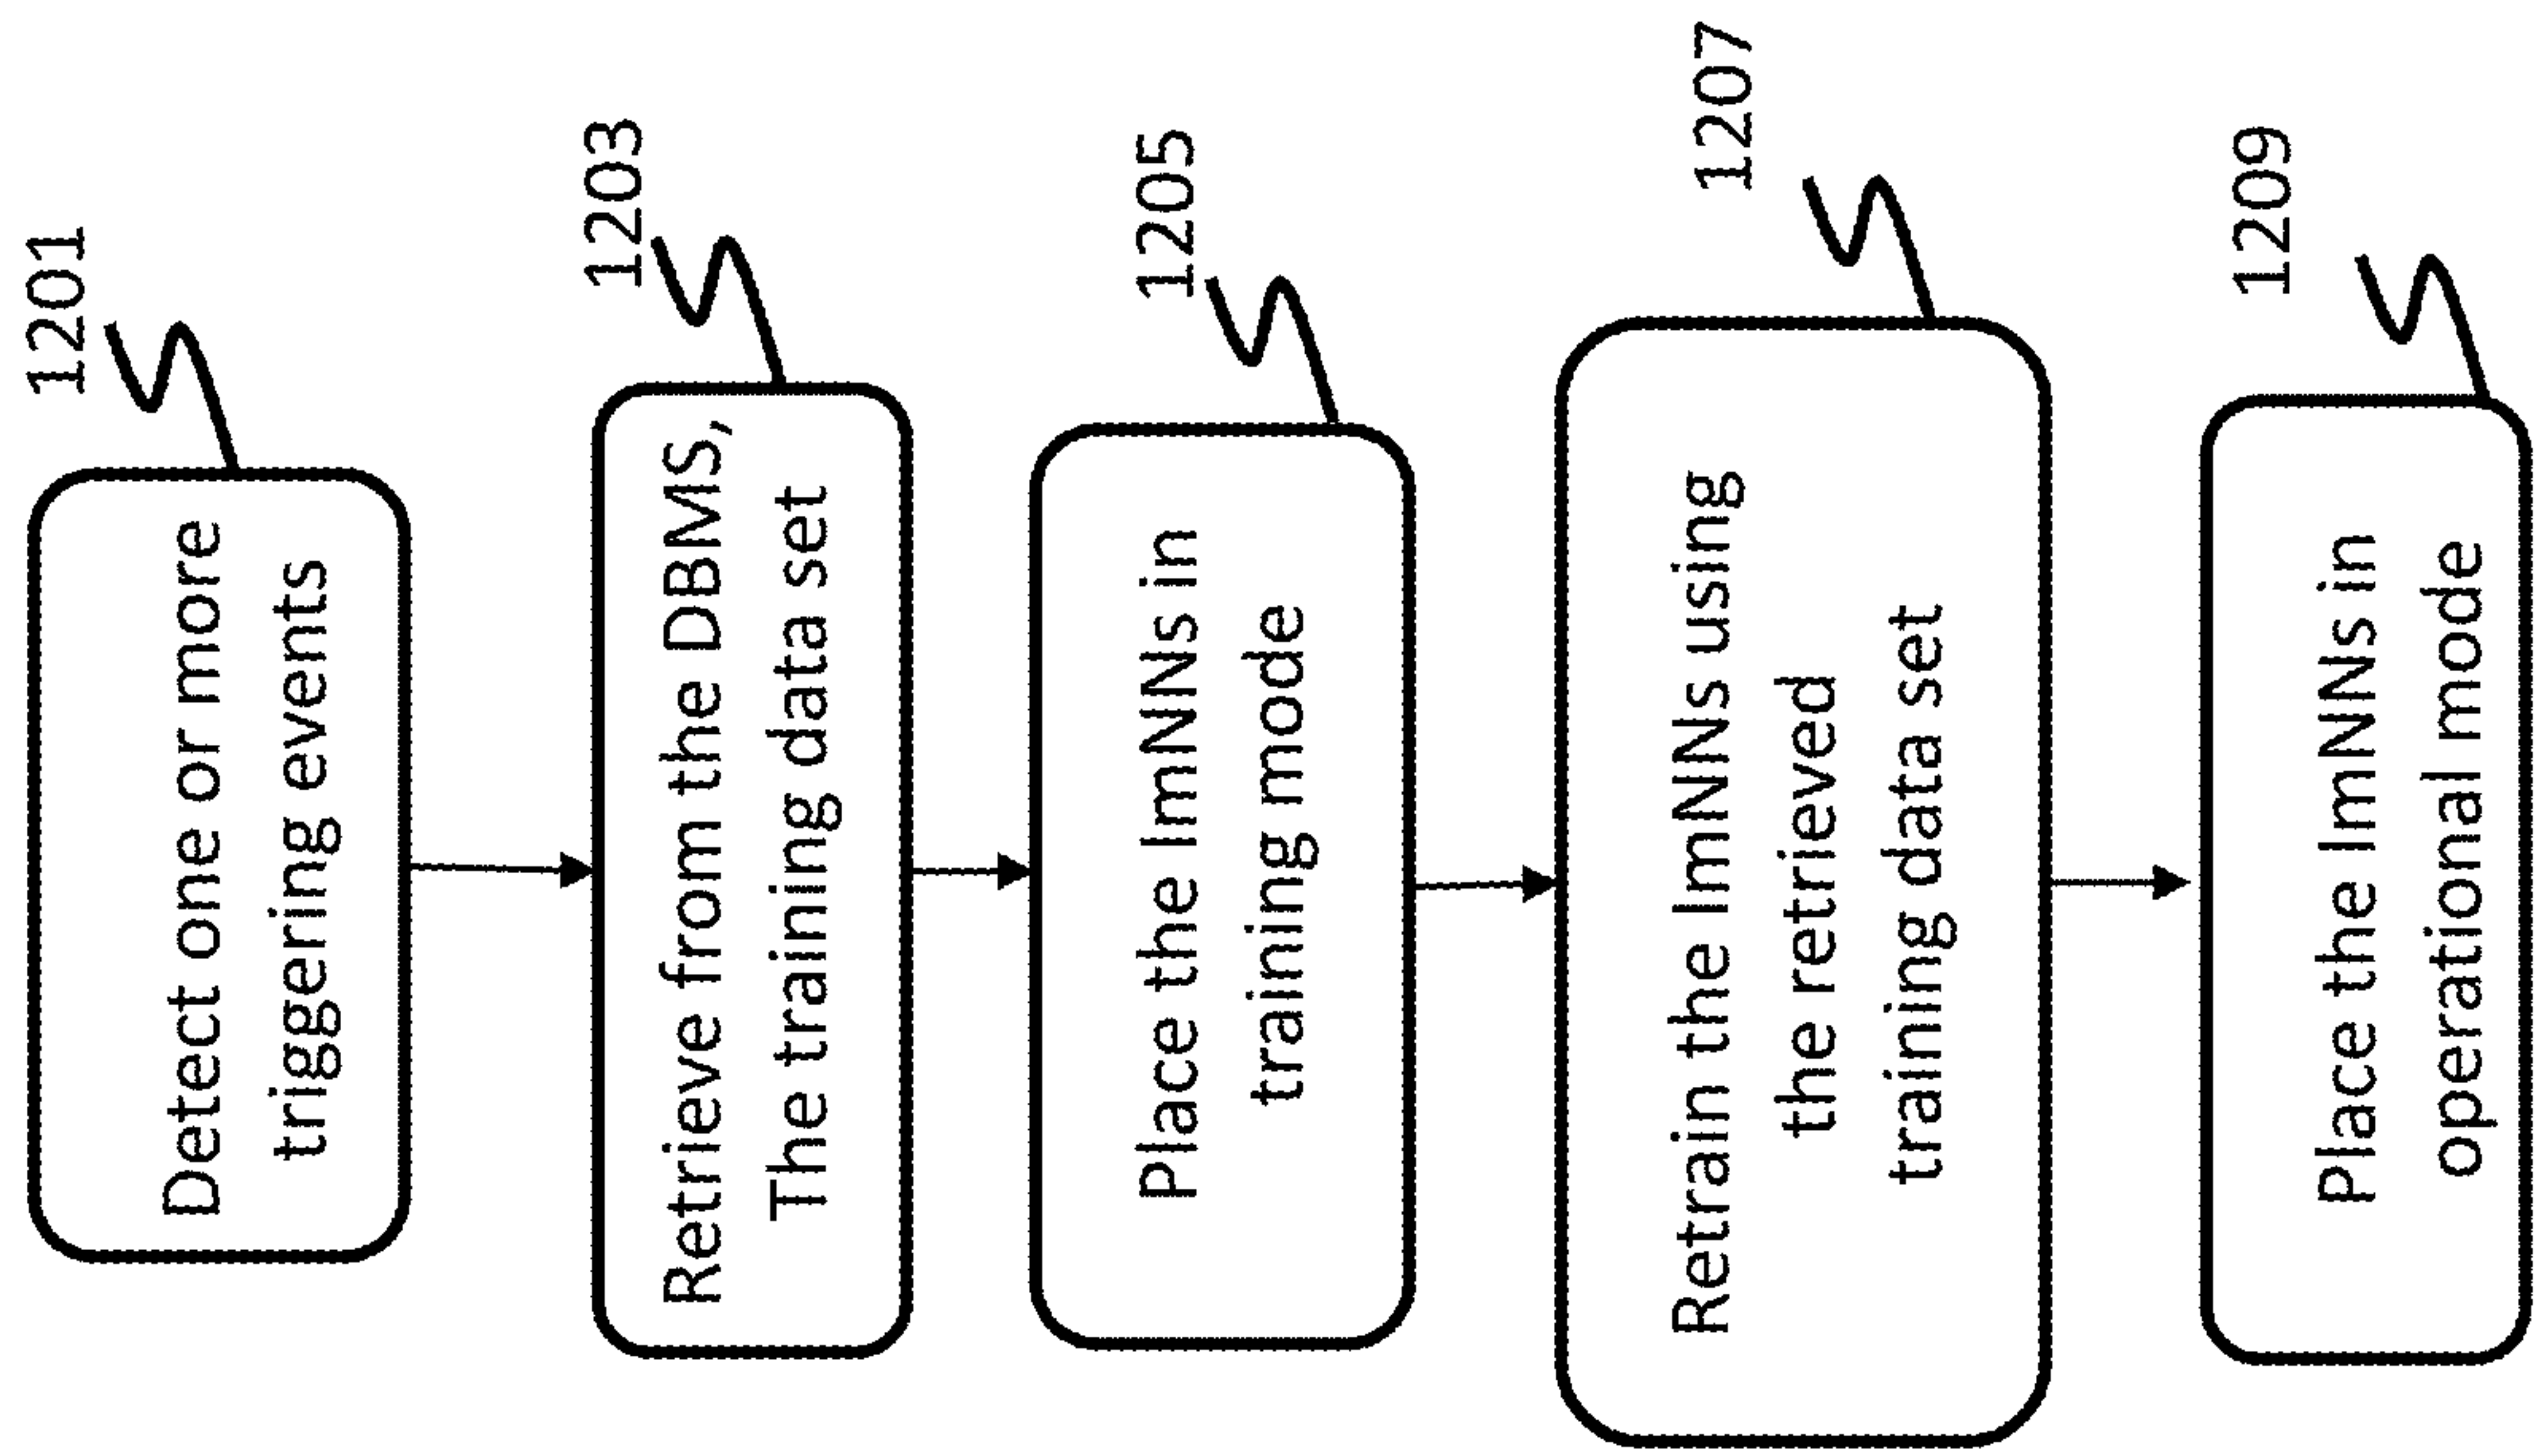 1201
Detect one or more
triggering events
1203
Retrieve from the DBMS,
The training data set
1205
Place the ImNNs in
training mode
1207
Retrain the ImNNs using
the retrieved
training data set
1209
Place the ImNNs in
operational mode